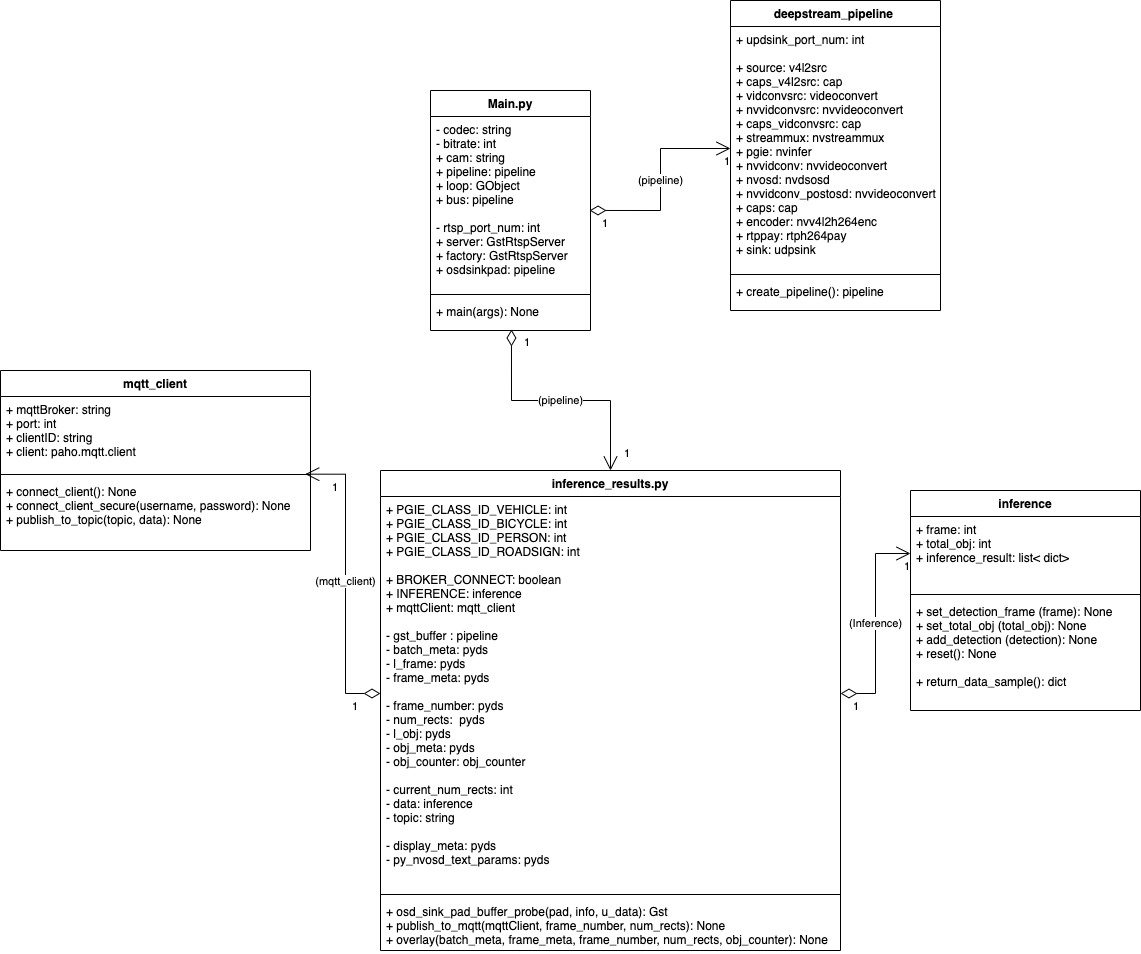 deepstream_pipeline
+ updsink_port_num: int
+ source: v4l2src
+ caps_v4l2src: cap
+ vidconvsrc: videoconvert
+ nvvidconvsrc: nvvideoconvert
+ caps_vidconvsrc: cap
+ streammux: nvstreammux
+ pgie: nvinfer
+ nvvidconv: nvvideoconvert
+ nvosd: nvdsosd
+ nvvidconv_postosd: nvvideoconvert
+ caps: cap
+ encoder: nvv4l2h264enc
+ rtppay: rtph264pay
+ sink: udpsink
+ create_pipeline(): pipeline
Main.py
- codec: string
- bitrate: int
+ cam: string
+ pipeline: pipeline
+ loop: GObject
+ bus: pipeline
- rtsp_port_num: int
+ server: GstRtspServer
+ factory: GstRtspServer
+ osdsinkpad: pipeline
+ main(args): None
(pipeline)
1
1
1
(pipeline)
1
mqtt_client
+ mqttBroker: string
+ port: int
+ clientID: string
+ client: paho.mqtt.client
+ connect_client(): None
+ connect_client_secure(username, password): None
+ publish_to_topic(topic, data): None
1
(mqtt_client)
1
inference_results.py
+ PGIE_CLASS_ID_VEHICLE: int
+ PGIE_CLASS_ID_BICYCLE: int
+ PGIE_CLASS_ID_PERSON: int
+ PGIE_CLASS_ID_ROADSIGN: int
+ BROKER_CONNECT: boolean
+ INFERENCE: inference
+ mqttClient: mqtt_client
- gst_buffer : pipeline
- batch_meta: pyds
- l_frame: pyds
- frame_meta: pyds
- frame_number: pyds
- num_rects:  pyds
- l_obj: pyds
- obj_meta: pyds
- obj_counter: obj_counter
- current_num_rects: int
- data: inference
- topic: string
- display_meta: pyds
- py_nvosd_text_params: pyds
+ osd_sink_pad_buffer_probe(pad, info, u_data): Gst
+ publish_to_mqtt(mqttClient, frame_number, num_rects): None
+ overlay(batch_meta, frame_meta, frame_number, num_rects, obj_counter): None
1
(Inference)
1
inference
+ frame: int
+ total_obj: int
+ inference_result: list< dict>
+ set_detection_frame (frame): None
+ set_total_obj (total_obj): None
+ add_detection (detection): None
+ reset(): None
+ return_data_sample(): dict